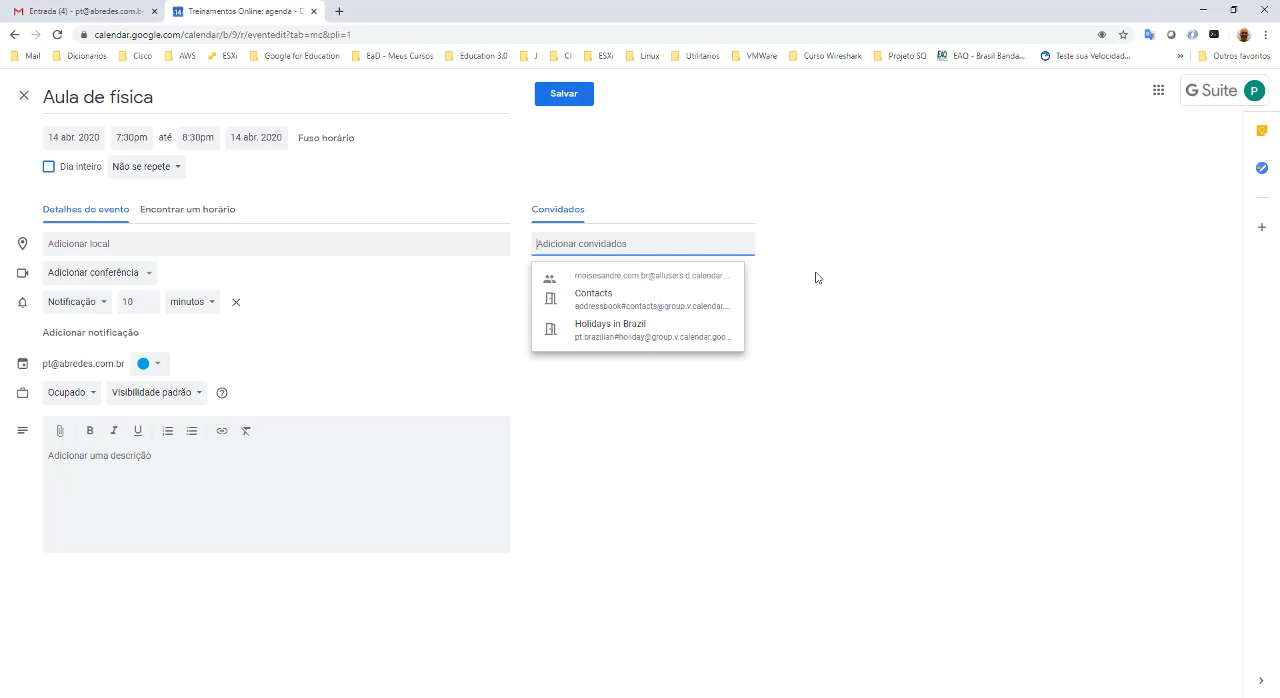 Entrada (4) - pt@abredes.com.br
Treinamentos Online: agenda - D
calendar.google.com/calendar/b/9/r/eventedit?tab=mc&pli=1
Mail
Dicionarios
Cisco
AWS
ESXi
Google for Education
EaD - Meus Cursos
Education 3.0
J
CI
ESXi
Linux
Utilitarios
VMWare
Curso Wireshark
Projeto SQ
EAQ - Brasil Banda...
Teste sua Velocidad...
»
Outros favoritos
Aula de física
Salvar
G Suite
P
14 abr. 2020
7:30pm
até
8:30pm
14 abr. 2020
Fuso horário
Dia inteiro
Não se repete
Detalhes do evento
Encontrar um horário
Convidados
Adicionar local
Adicionar convidados
Adicionar conferência
moisesandre.com.br@allusers.d.calendar...
Contacts
addressbook#contacts@group.v.calendar....
Holidays in Brazil
pt.brazilian#holiday@group.v.calendar.goo...
Notificação
10
minutos
Adicionar notificação
pt@abredes.com.br
Ocupado
Visibilidade padrão
B I U
Adicionar uma descrição